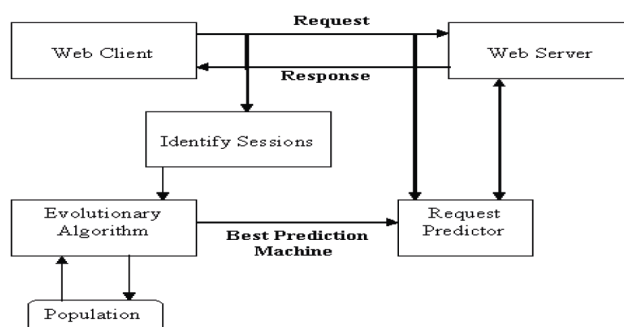 Request
Web Client
Web Server
Response
Identify Sessions
Evolutionary
Algorithm
Best Prediction
Machine
Request
Predictor
Population